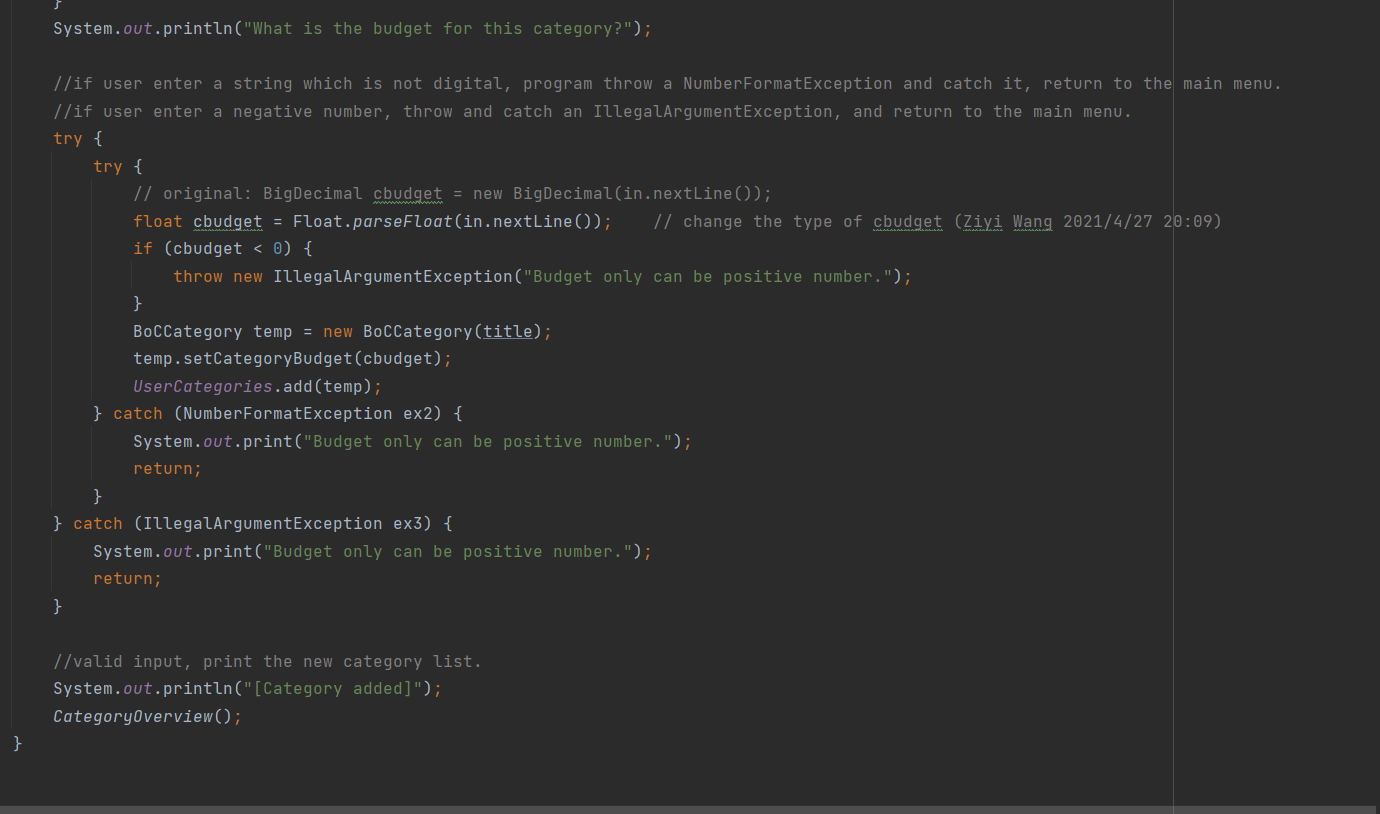 }
System.out.println("What is the budget for this category?");
//if user enter a string which is not digital, program throw a NumberFormatException and catch it, return to the main menu.
//if user enter a negative number, throw and catch an IllegalArgumentException, and return to the main menu.
try {
try {
// original: BigDecimal cbudget = new BigDecimal(in.nextLine());
float cbudget = Float.parseFloat(in.nextLine());    // change the type of cbudget (Ziyi Wang 2021/4/27 20:09)
if (cbudget < 0) {
throw new IllegalArgumentException("Budget only can be positive number.");
}
BoCCategory temp = new BoCCategory(title);
temp.setCategoryBudget(cbudget);
UserCategories.add(temp);
} catch (NumberFormatException ex2) {
System.out.print("Budget only can be positive number.");
return;
}
} catch (IllegalArgumentException ex3) {
System.out.print("Budget only can be positive number.");
return;
}
//valid input, print the new category list.
System.out.println("[Category added]");
CategoryOverview();
}